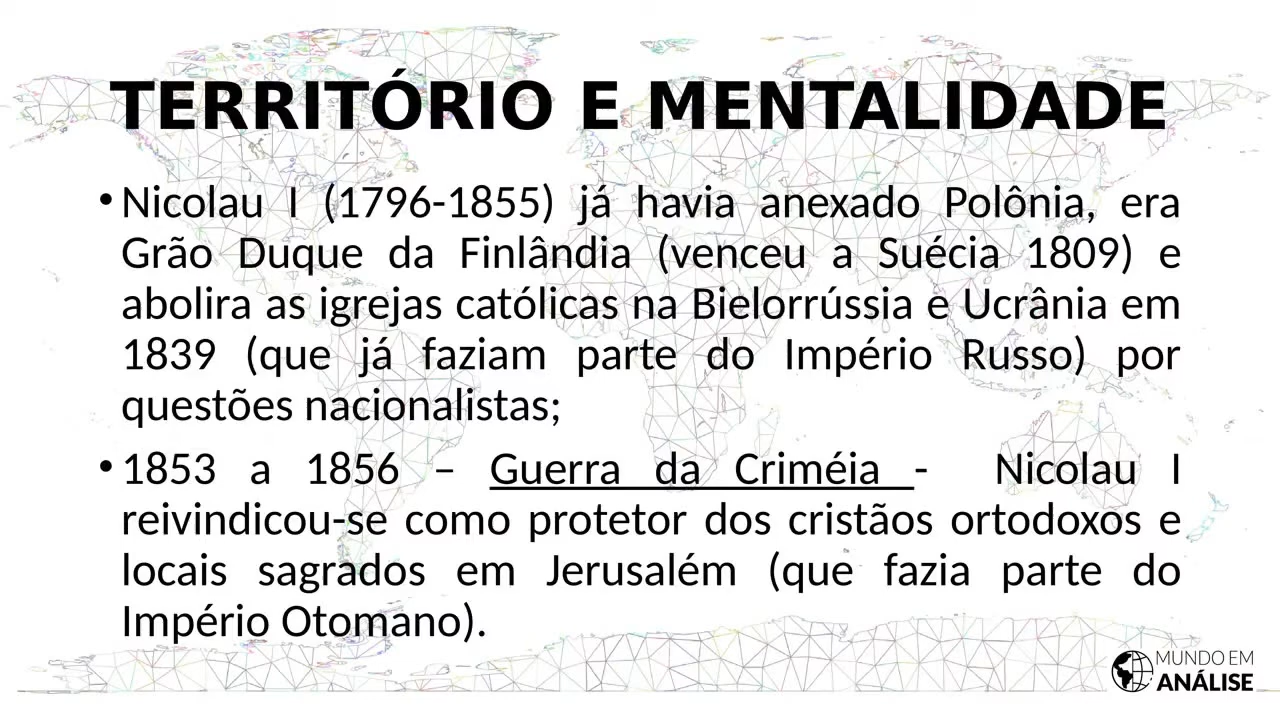 TERRITÓRIO E MENTALIDADE
•Nicolau I (1796-1855) já havia anexado Polônia, era
Grão Duque da Finlândia (venceu a Suécia 1809) e
abolira as igrejas católicas na Bielorrússia e Ucrânia em
1839 (que já faziam parte do Império Russo) por
questões nacionalistas;
•1853 a 1856 – Guerra da Criméia - Nicolau I
reivindicou-se como protetor dos cristãos ortodoxos e
locais sagrados em Jerusalém (que fazia parte do
Império Otomano).
MUNDO EM
ANÁLISE